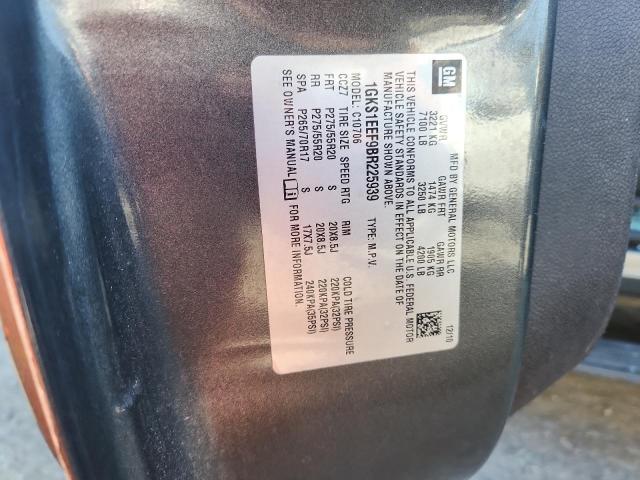 GM
MFD BY GENERAL MOTORS LLC 12/10
GVWR GAWR FRT GAWR RR
3221 KG 1474 KG 1905 KG
7100 LB 3250 LB 4200 LB
THIS VEHICLE CONFORMS TO ALL APPLICABLE U.S. FEDERAL MOTOR
VEHICLE SAFETY STANDARDS IN EFFECT ON THE DATE OF
MANUFACTURE SHOWN ABOVE.
1GKS1EEF9BR225939 TYPE: M.P.V.
MODEL: C10706
CCZ7 TIRE SIZE SPEED RTG RIM COLD TIRE PRESSURE
FRT P275/55R20 S 20X8.5J 220KPA(32PSI)
RR P275/55R20 S 20X8.5J 220KPA(32PSI)
SPA P265/70R17 S 17X7.5J 240KPA(35PSI)
SEE OWNER'S MANUAL FOR MORE INFORMATION.